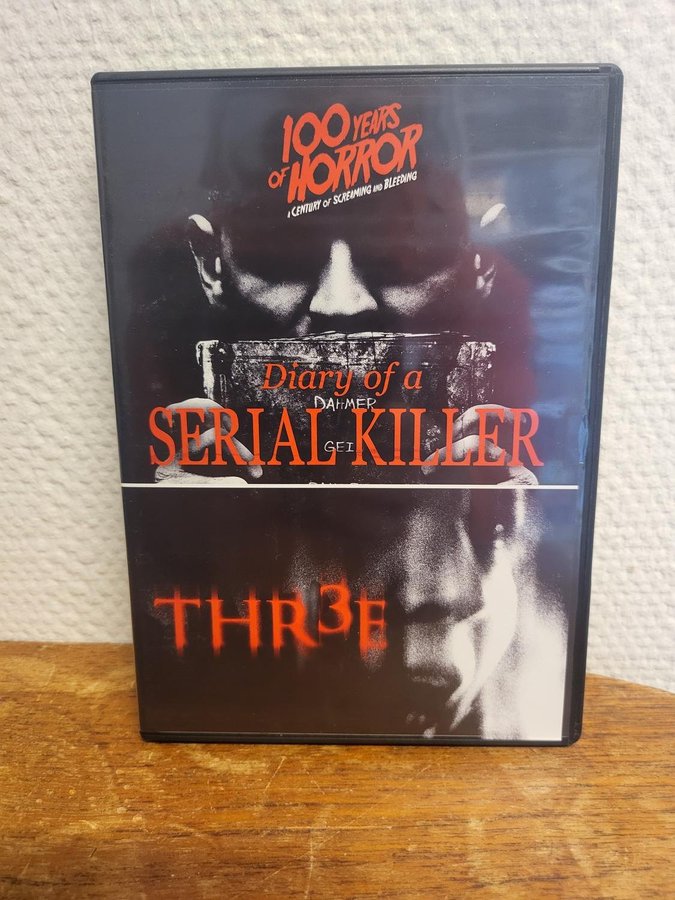 100 YEARS
OF HORROR
A CENTURY OF SCREAMING AND BLEEDING
Diary of a
DAHMER
SERIAL KILLER
GEI
THR3E